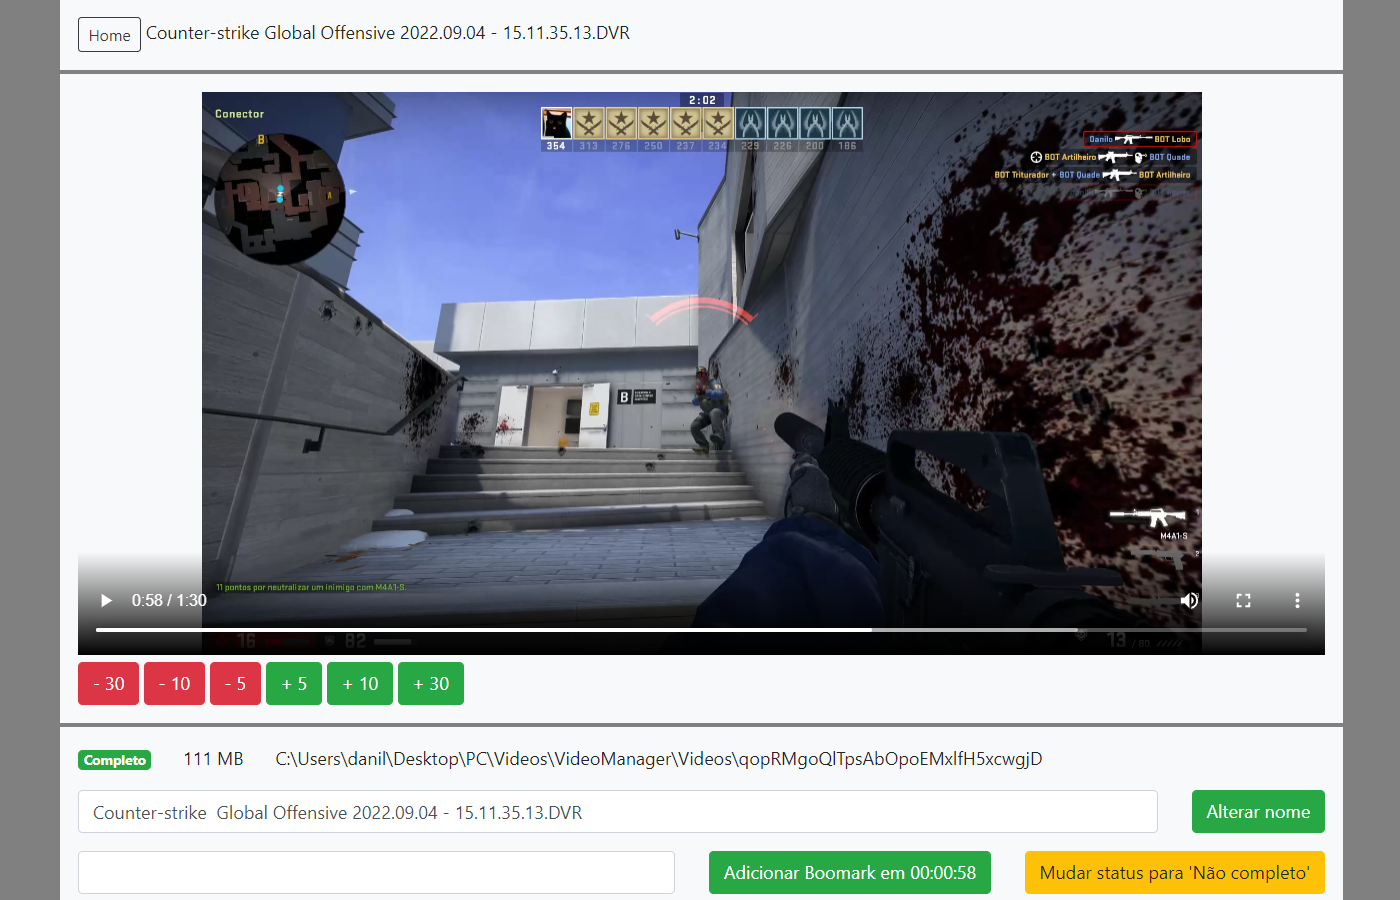 Home Counter-strike Global Offensive 2022.09.04 - 15.11.35.13.DVR
2:02
Conector
B
A
354 313 276 250 237 234 229 226 200 186
Danilo BOT Lobo
BOT Artilheiro BOT Quade
BOT Triturador + BOT Quade BOT Artilheiro
B
M4A1-S
2
11 pontos por neutralizar um inimigo com M4A1-S.
0:58 / 1:30
16 82 13 / 80
- 30 - 10 - 5 + 5 + 10 + 30
Completo 111 MB C:\Users\danil\Desktop\PC\Videos\VideoManager\Videos\qopRMgoQlTpsAbOpoEMxlfH5xcwgjD
Counter-strike  Global Offensive 2022.09.04 - 15.11.35.13.DVR Alterar nome
Adicionar Boomark em 00:00:58 Mudar status para 'Não completo'